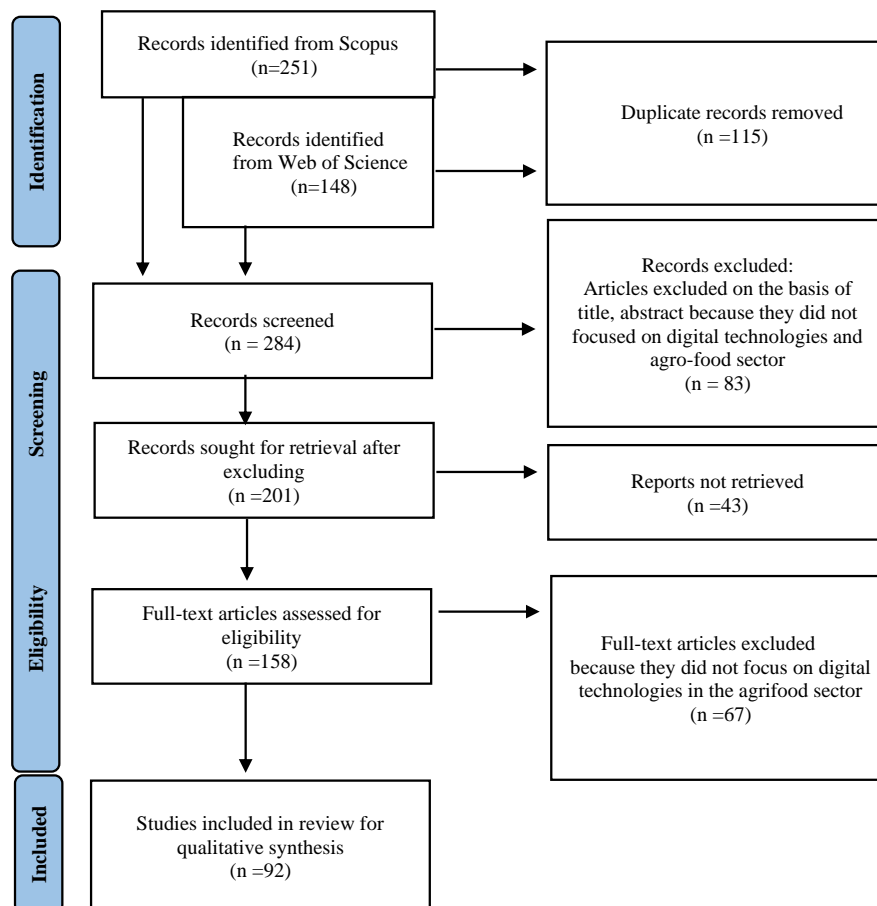 Identification
Records identified from Scopus
(n=251)
Records identified
from Web of Science
(n=148)
Duplicate records removed
(n =115)
Screening
Records screened
(n = 284)
Records excluded:
Articles excluded on the basis of
title, abstract because they did not
focused on digital technologies and
agro-food sector
(n = 83)
Records sought for retrieval after
excluding
(n =201)
Reports not retrieved
(n =43)
Eligibility
Full-text articles assessed for
eligibility
(n =158)
Full-text articles excluded
because they did not focus on digital
technologies in the agrifood sector
(n =67)
Included
Studies included in review for
qualitative synthesis
(n =92)